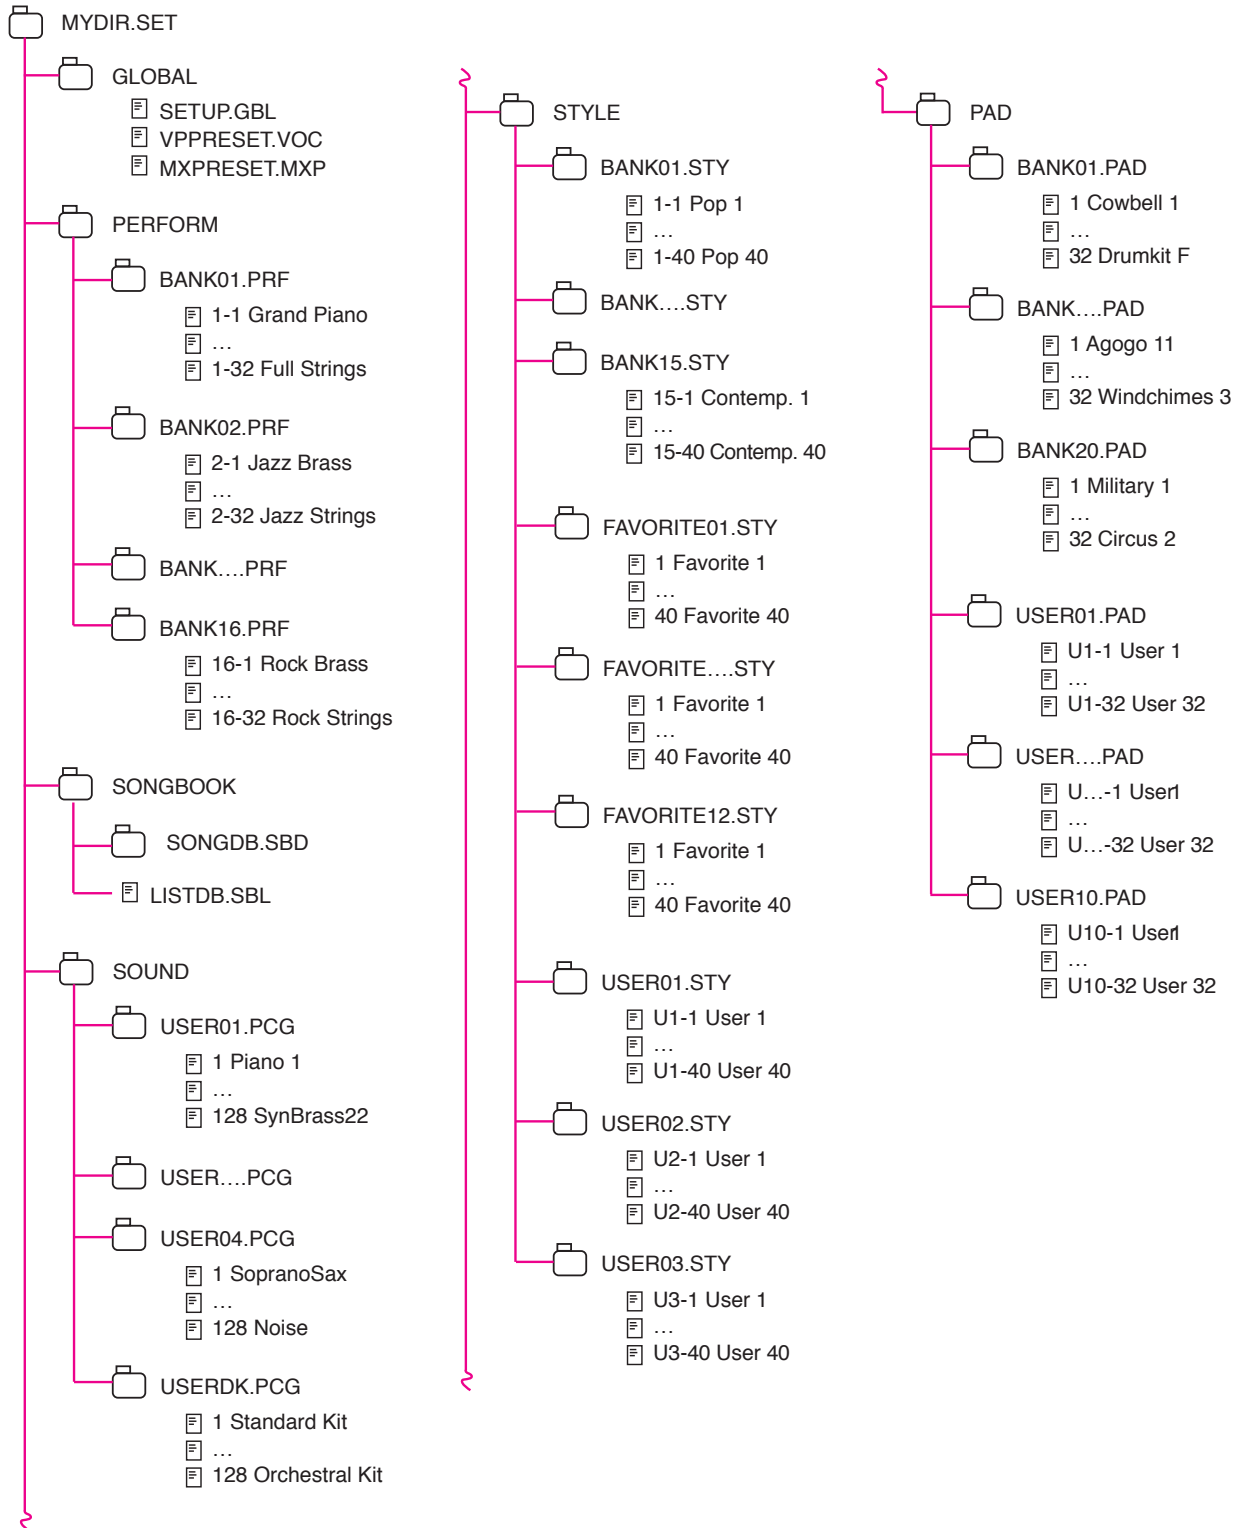 MYDIR.SET
GLOBAL
SETUP.GBL
VPPRESET.VOC
MXPRESET.MXP
PERFORM
BANK01.PRF
1-1 Grand Piano
…
1-32 Full Strings
BANK02.PRF
2-1 Jazz Brass
…
2-32 Jazz Strings
BANK….PRF
BANK16.PRF
16-1 Rock Brass
…
16-32 Rock Strings
SONGBOOK
SONGDB.SBD
LISTDB.SBL
SOUND
USER01.PCG
1 Piano 1
…
128 SynBrass22
USER….PCG
USER04.PCG
1 SopranoSax
…
128 Noise
USERDK.PCG
1 Standard Kit
…
128 Orchestral Kit
STYLE
BANK01.STY
1-1 Pop 1
…
1-40 Pop 40
BANK….STY
BANK15.STY
15-1 Contemp. 1
…
15-40 Contemp. 40
FAVORITE01.STY
1 Favorite 1
…
40 Favorite 40
FAVORITE….STY
1 Favorite 1
…
40 Favorite 40
FAVORITE12.STY
1 Favorite 1
…
40 Favorite 40
USER01.STY
U1-1 User 1
…
U1-40 User 40
USER02.STY
U2-1 User 1
…
U2-40 User 40
USER03.STY
U3-1 User 1
…
U3-40 User 40
PAD
BANK01.PAD
1 Cowbell 1
…
32 Drumkit F
BANK….PAD
1 Agogo 11
…
32 Windchimes 3
BANK20.PAD
1 Military 1
…
32 Circus 2
USER01.PAD
U1-1 User 1
…
U1-32 User 32
USER….PAD
U…-1 User1
…
U…-32 User 32
USER10.PAD
U10-1 User1
…
U10-32 User 32